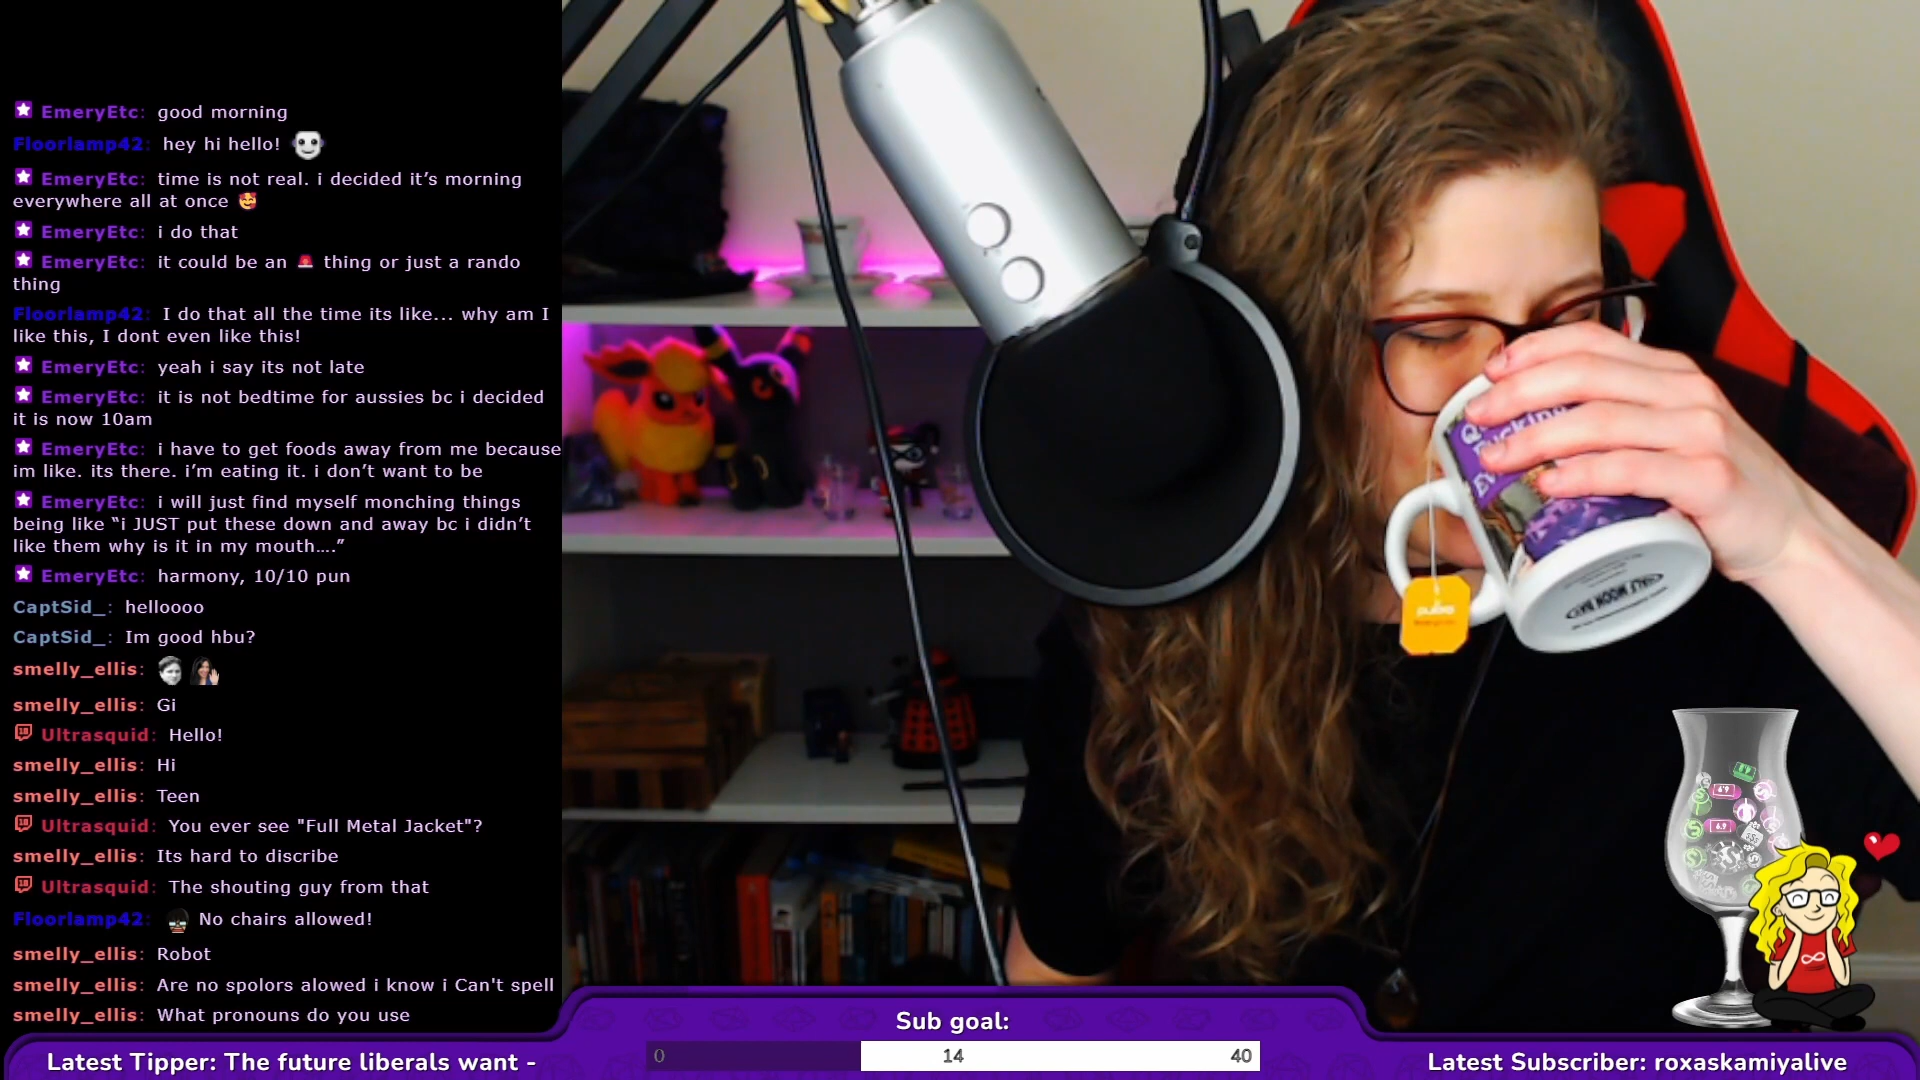 EmeryEtc: good morning
Floorlamp42: hey hi hello!
EmeryEtc: time is not real. i decided it’s morning
everywhere all at once 🥰
EmeryEtc: i do that
EmeryEtc: it could be an 🚨 thing or just a rando
thing
Floorlamp42: I do that all the time its like... why am I
like this, I dont even like this!
EmeryEtc: yeah i say its not late
EmeryEtc: it is not bedtime for aussies bc i decided
it is now 10am
EmeryEtc: i have to get foods away from me because
im like. its there. i’m eating it. i don’t want to be
EmeryEtc: i will just find myself monching things
being like “i JUST put these down and away bc i didn’t
like them why is it in my mouth….”
EmeryEtc: harmony, 10/10 pun
CaptSid_: helloooo
CaptSid_: Im good hbu?
smelly_ellis:
smelly_ellis: Gi
Ultrasquid: Hello!
smelly_ellis: Hi
smelly_ellis: Teen
Ultrasquid: You ever see "Full Metal Jacket"?
smelly_ellis: Its hard to discribe
Ultrasquid: The shouting guy from that
Floorlamp42: No chairs allowed!
smelly_ellis: Robot
smelly_ellis: Are no spolors alowed i know i Can't spell
smelly_ellis: What pronouns do you use
Latest Tipper: The future liberals want -
Sub goal:
0 14 40
Latest Subscriber: roxaskamiyalive
pukka
HALF MOON BAY